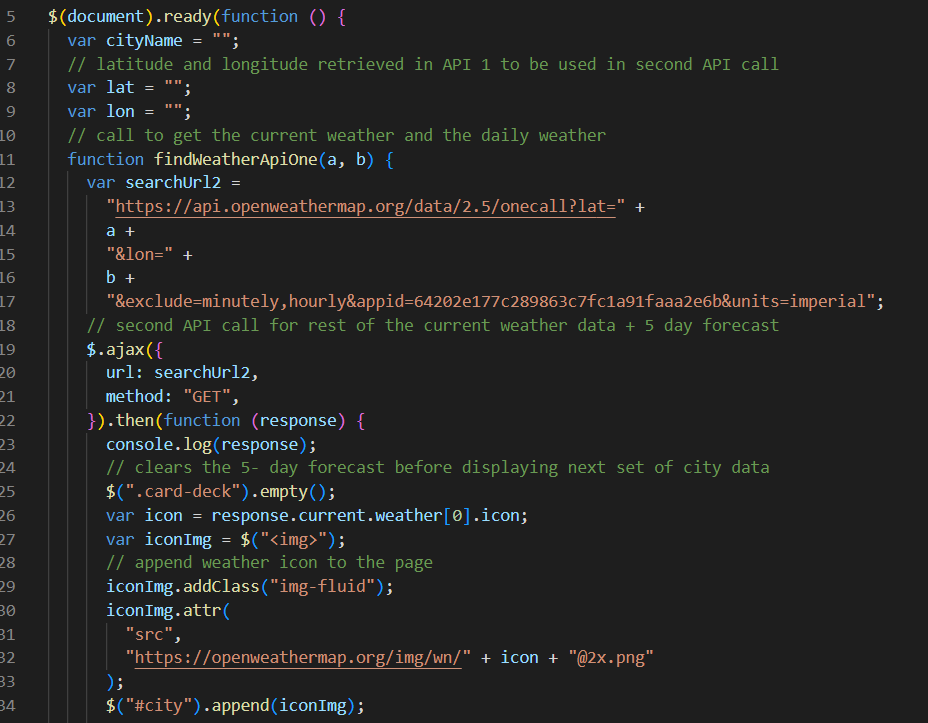 5 $(document).ready(function () {
6 var cityName = "";
7 // latitude and longitude retrieved in API 1 to be used in second API call
8 var lat = "";
9 var lon = "";
10 // call to get the current weather and the daily weather
11 function findWeatherApiOne(a, b) {
12 var searchUrl2 =
13 "https://api.openweathermap.org/data/2.5/onecall?lat=" +
14 a +
15 "&lon=" +
16 b +
17 "&exclude=minutely,hourly&appid=64202e177c289863c7fc1a91faaa2e6b&units=imperial";
18 // second API call for rest of the current weather data + 5 day forecast
19 $.ajax({
20 url: searchUrl2,
21 method: "GET",
22 }).then(function (response) {
23 console.log(response);
24 // clears the 5- day forecast before displaying next set of city data
25 $(".card-deck").empty();
26 var icon = response.current.weather[0].icon;
27 var iconImg = $("<img>");
28 // append weather icon to the page
29 iconImg.addClass("img-fluid");
30 iconImg.attr(
31 "src",
32 "https://openweathermap.org/img/wn/" + icon + "@2x.png"
33 );
34 $("#city").append(iconImg);